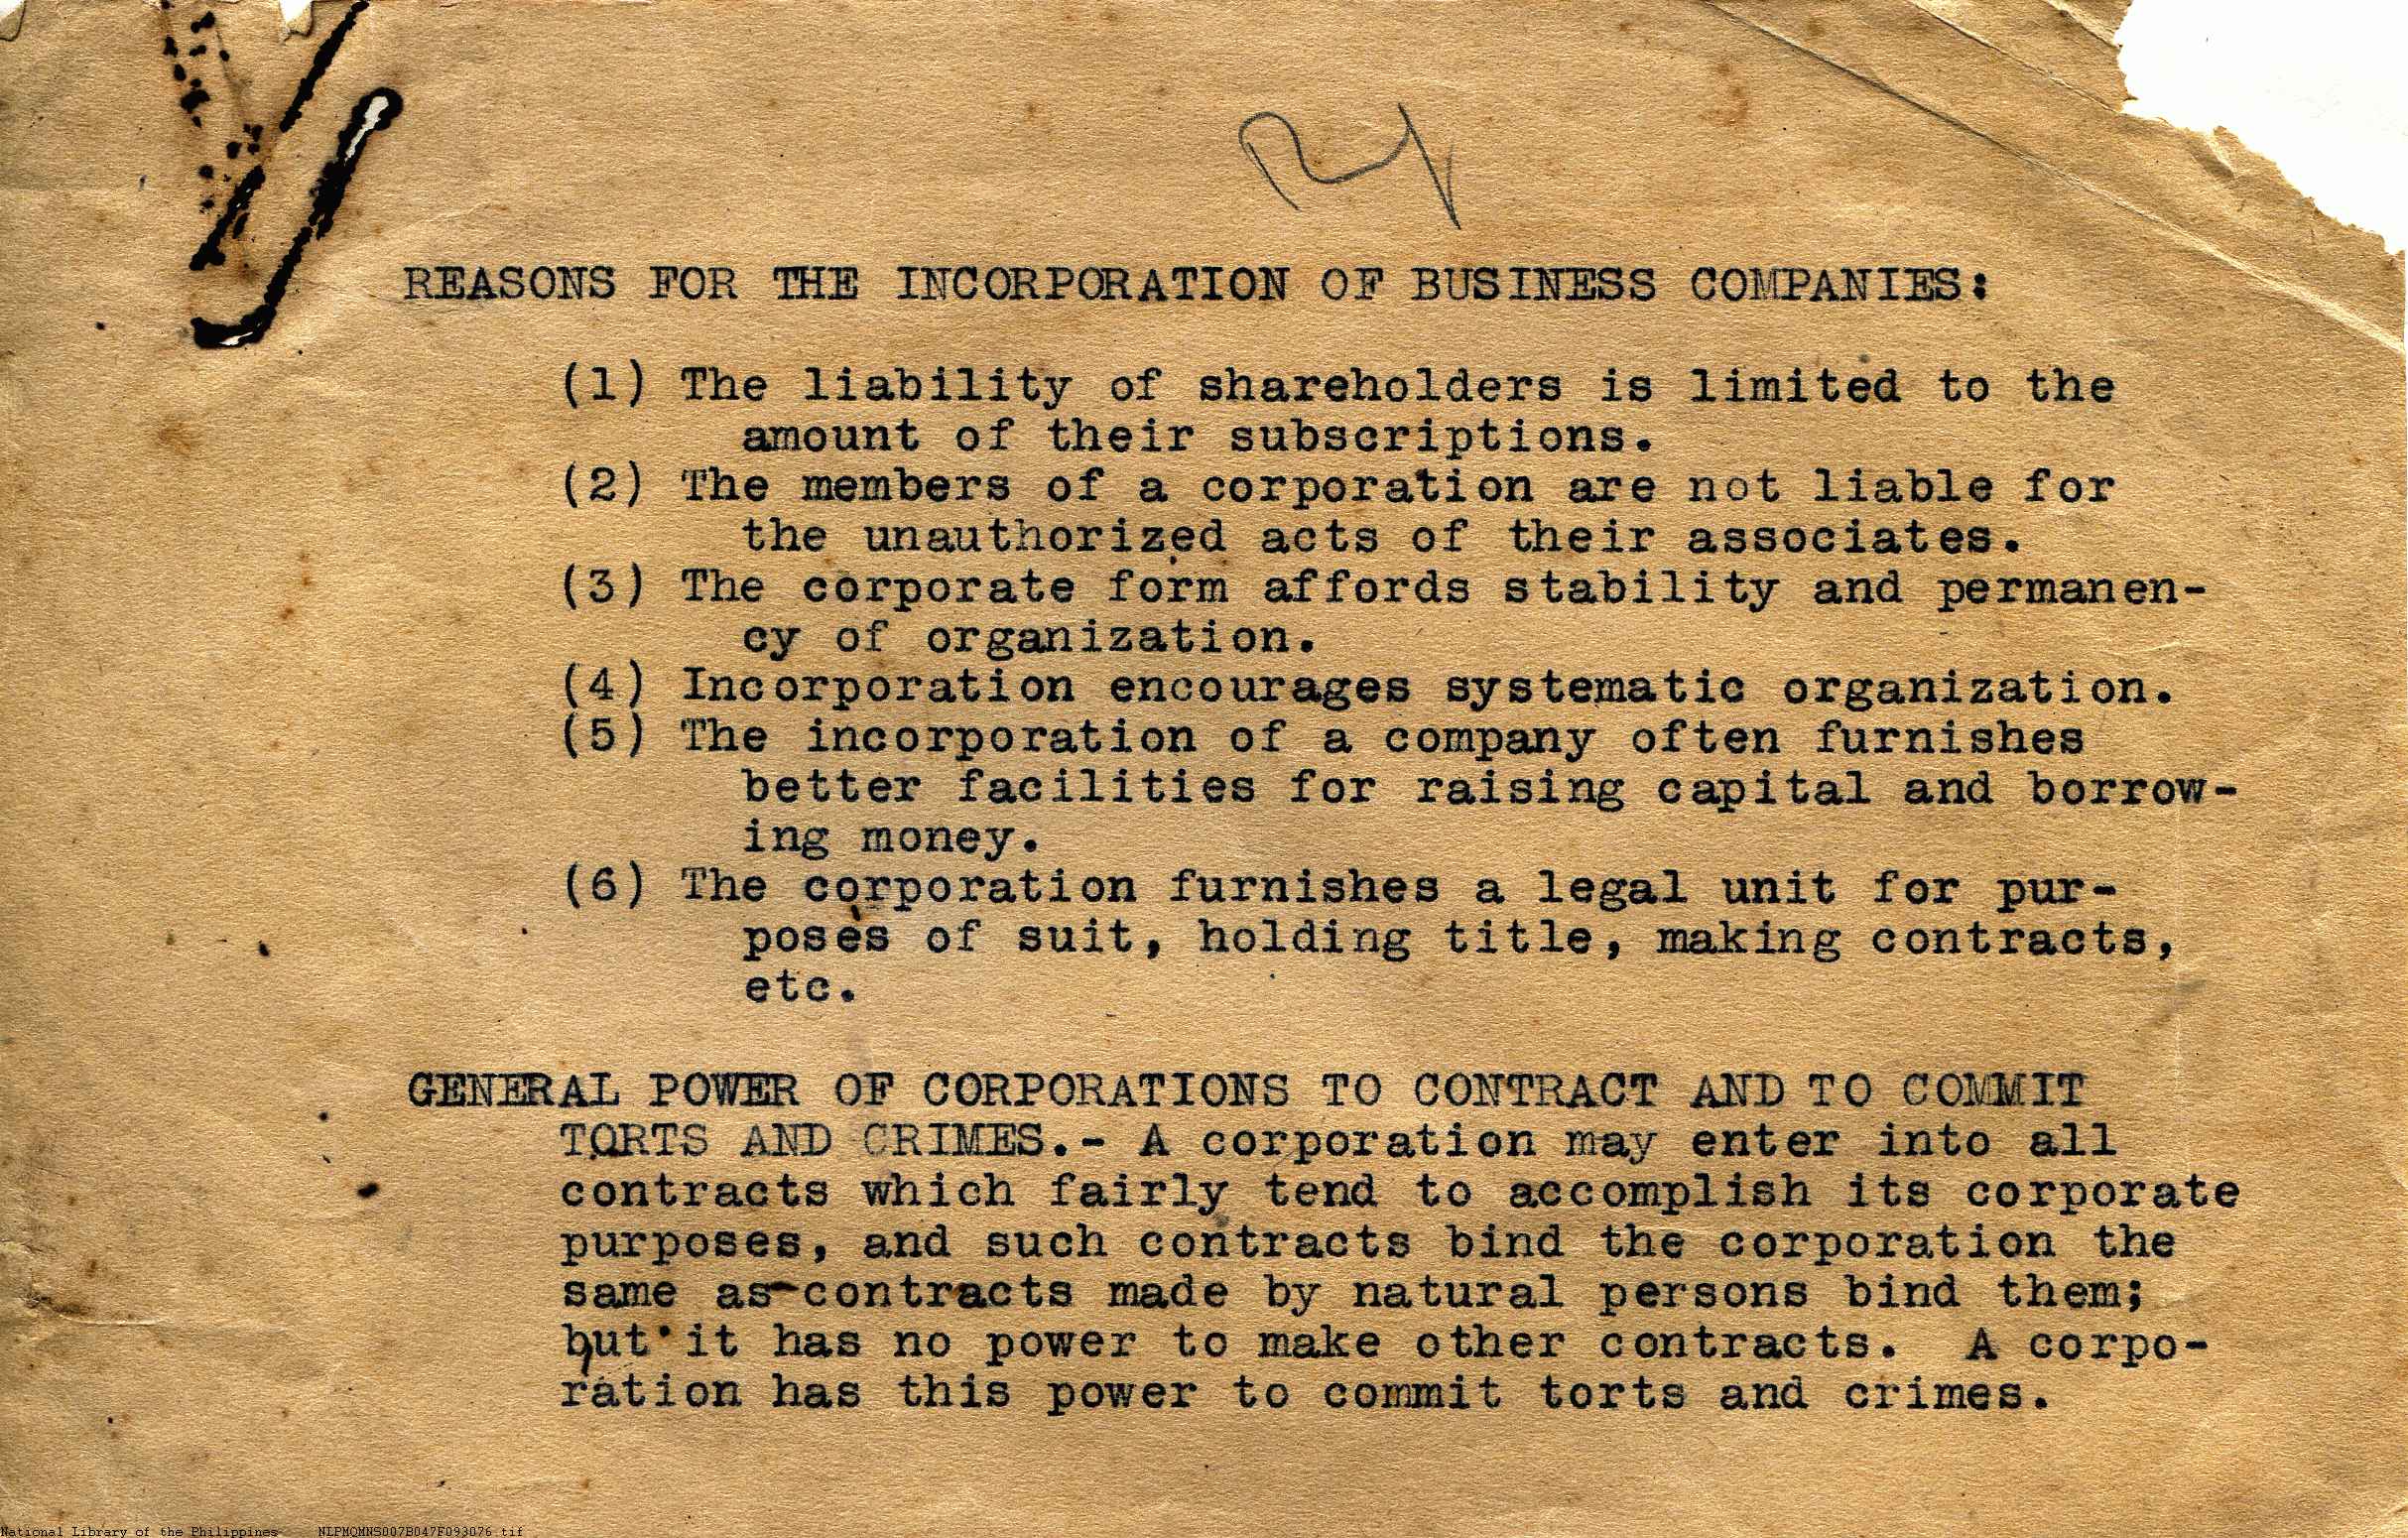 REASONS FOR THE INCORPORATION OF BUSINESS COMPANIES:
(1) The liability of shareholders is limited to the
amount of their subscriptions.
(2) The members of a corporation are not liable for
the unauthorized acts of their associates.
(3) The corporate form affords stability and permanen-
cy of organization.
(4) Incorporation encourages systematic organization.
(5) The incorporation of a company often furnishes
better facilities for raising capital and borrow-
ing money.
(6) The corporation furnishes a legal unit for pur-
poses of suit, holding title, making contracts,
etc.
GENERAL POWER OF CORPORATIONS TO CONTRACT AND TO COMMIT
TORTS AND CRIMES.- A corporation may enter into all
contracts which fairly tend to accomplish its corporate
purposes, and such contracts bind the corporation the
same as contracts made by natural persons bind them;
but it has no power to make other contracts. A corpo-
ration has this power to commit torts and crimes.
National Library of the Philippines NLPMQMNS007B047F093076.tif